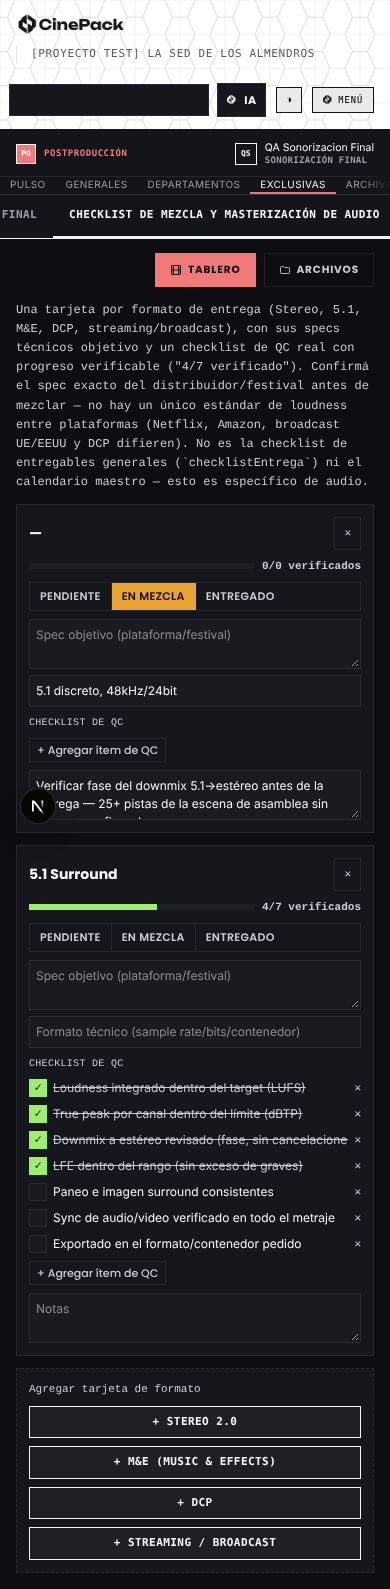 CinePack
[PROYECTO TEST] LA SED DE LOS ALMENDROS
IA
MENÚ
PO
POSTPRODUCCIÓN
QS
QA Sonorizacion Final
SONORIZACIÓN FINAL
PULSO GENERALES DEPARTAMENTOS EXCLUSIVAS ARCHIV
FINAL CHECKLIST DE MEZCLA Y MASTERIZACIÓN DE AUDIO
TABLERO
ARCHIVOS
Una tarjeta por formato de entrega (Stereo, 5.1,
M&E, DCP, streaming/broadcast), con sus specs
técnicos objetivo y un checklist de QC real con
progreso verificable ("4/7 verificado"). Confirmá
el spec exacto del distribuidor/festival antes de
mezclar — no hay un único estándar de loudness
entre plataformas (Netflix, Amazon, broadcast
UE/EEUU y DCP difieren). No es la checklist de
entregables generales (`checklistEntrega`) ni el
calendario maestro — esto es específico de audio.
—
×
0/0 verificados
PENDIENTE EN MEZCLA ENTREGADO
Spec objetivo (plataforma/festival)
5.1 discreto, 48kHz/24bit
CHECKLIST DE QC
+ Agregar ítem de QC
Verificar fase del downmix 5.1→estéreo antes de la
rega — 25+ pistas de la escena de asamblea sin
N
5.1 Surround
×
4/7 verificados
PENDIENTE EN MEZCLA ENTREGADO
Spec objetivo (plataforma/festival)
Formato técnico (sample rate/bits/contenedor)
CHECKLIST DE QC
✓ Loudness integrado dentro del target (LUFS) ×
✓ True peak por canal dentro del límite (dBTP) ×
✓ Downmix a estéreo revisado (fase, sin cancelacione ×
✓ LFE dentro del rango (sin exceso de graves) ×
Paneo e imagen surround consistentes ×
Sync de audio/video verificado en todo el metraje ×
Exportado en el formato/contenedor pedido ×
+ Agregar ítem de QC
Notas
Agregar tarjeta de formato
+ STEREO 2.0
+ M&E (MUSIC & EFFECTS)
+ DCP
+ STREAMING / BROADCAST